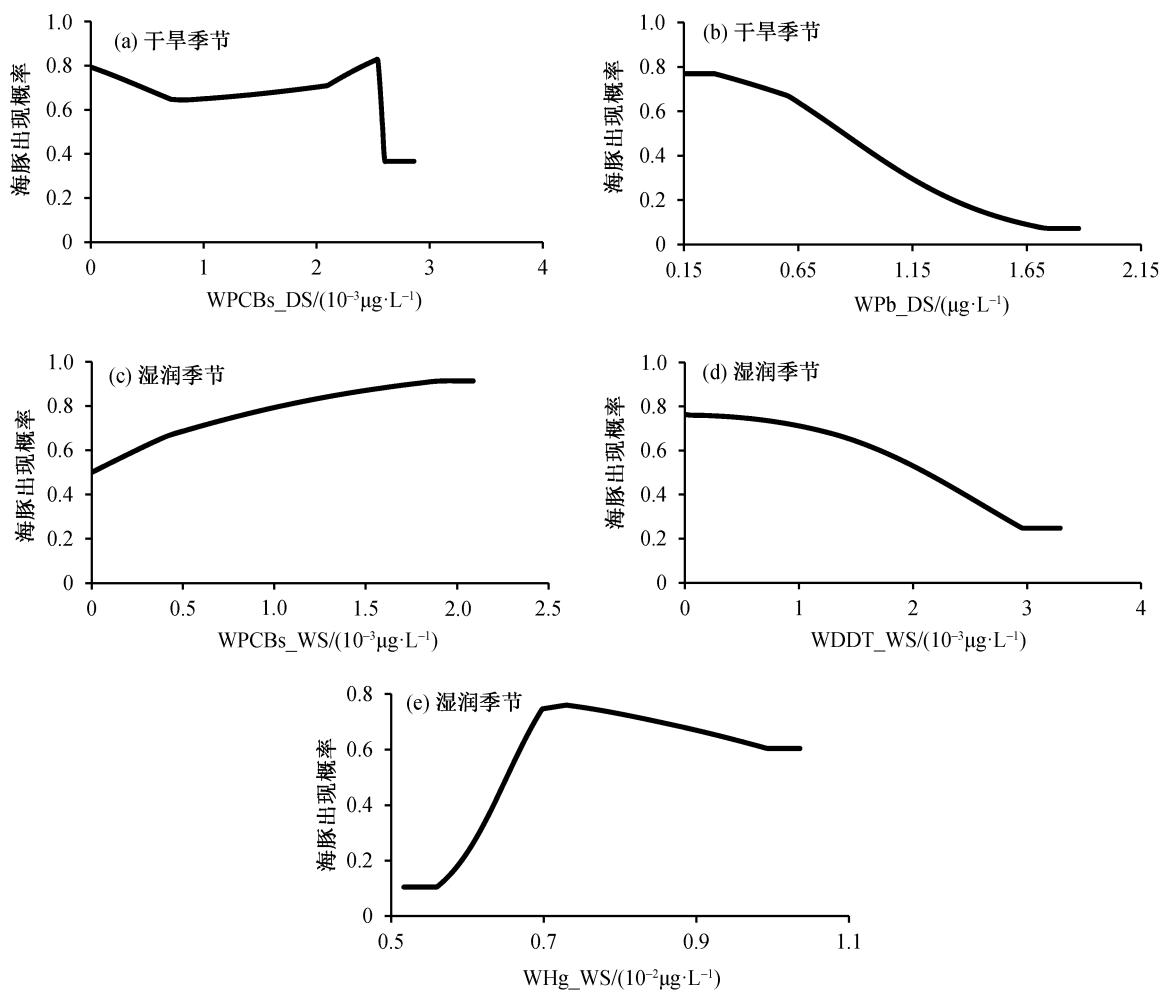 (a) 干旱季节
海豚出现概率
1.0
0.8
0.6
0.4
0.2
0
0 1 2 3 4
WPCBs_DS/(10⁻³μg·L⁻¹)
(b) 干旱季节
海豚出现概率
1.0
0.8
0.6
0.4
0.2
0
0.15 0.65 1.15 1.65 2.15
WPb_DS/(μg·L⁻¹)
(c) 湿润季节
海豚出现概率
1.0
0.8
0.6
0.4
0.2
0
0 0.5 1.0 1.5 2.0 2.5
WPCBs_WS/(10⁻³μg·L⁻¹)
(d) 湿润季节
海豚出现概率
1.0
0.8
0.6
0.4
0.2
0
0 1 2 3 4
WDDT_WS/(10⁻³μg·L⁻¹)
(e) 湿润季节
海豚出现概率
0.8
0.6
0.4
0.2
0
0.5 0.7 0.9 1.1
WHg_WS/(10⁻²μg·L⁻¹)